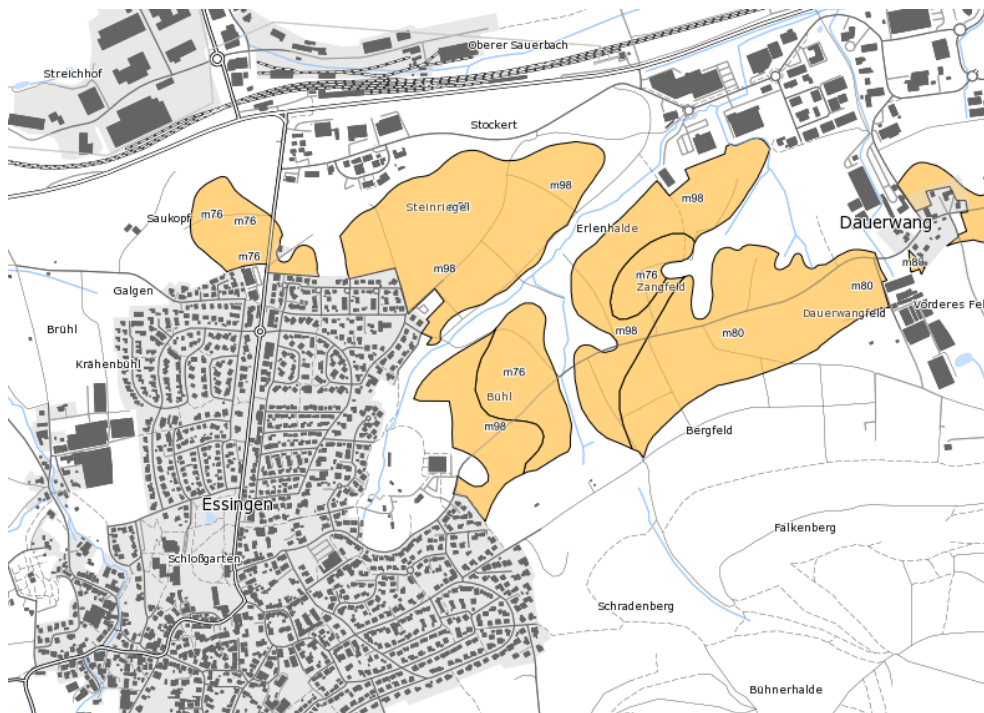 Oberer Sauerbach
Streichhof
Stockert
m98
m98
Steinriegel
m76
m76
Saukopf
Erlenhalde
Dauerwang
m76
m98
m76
Zangfeld
Galgen
m80
Dauerwangfeld
Vorderes Fel
Brühl
m98
m80
Krähenbühl
m76
Bühl
m98
Bergfeld
Essingen
Falkenberg
Schloßgarten
Schradenberg
Bühnerhalde